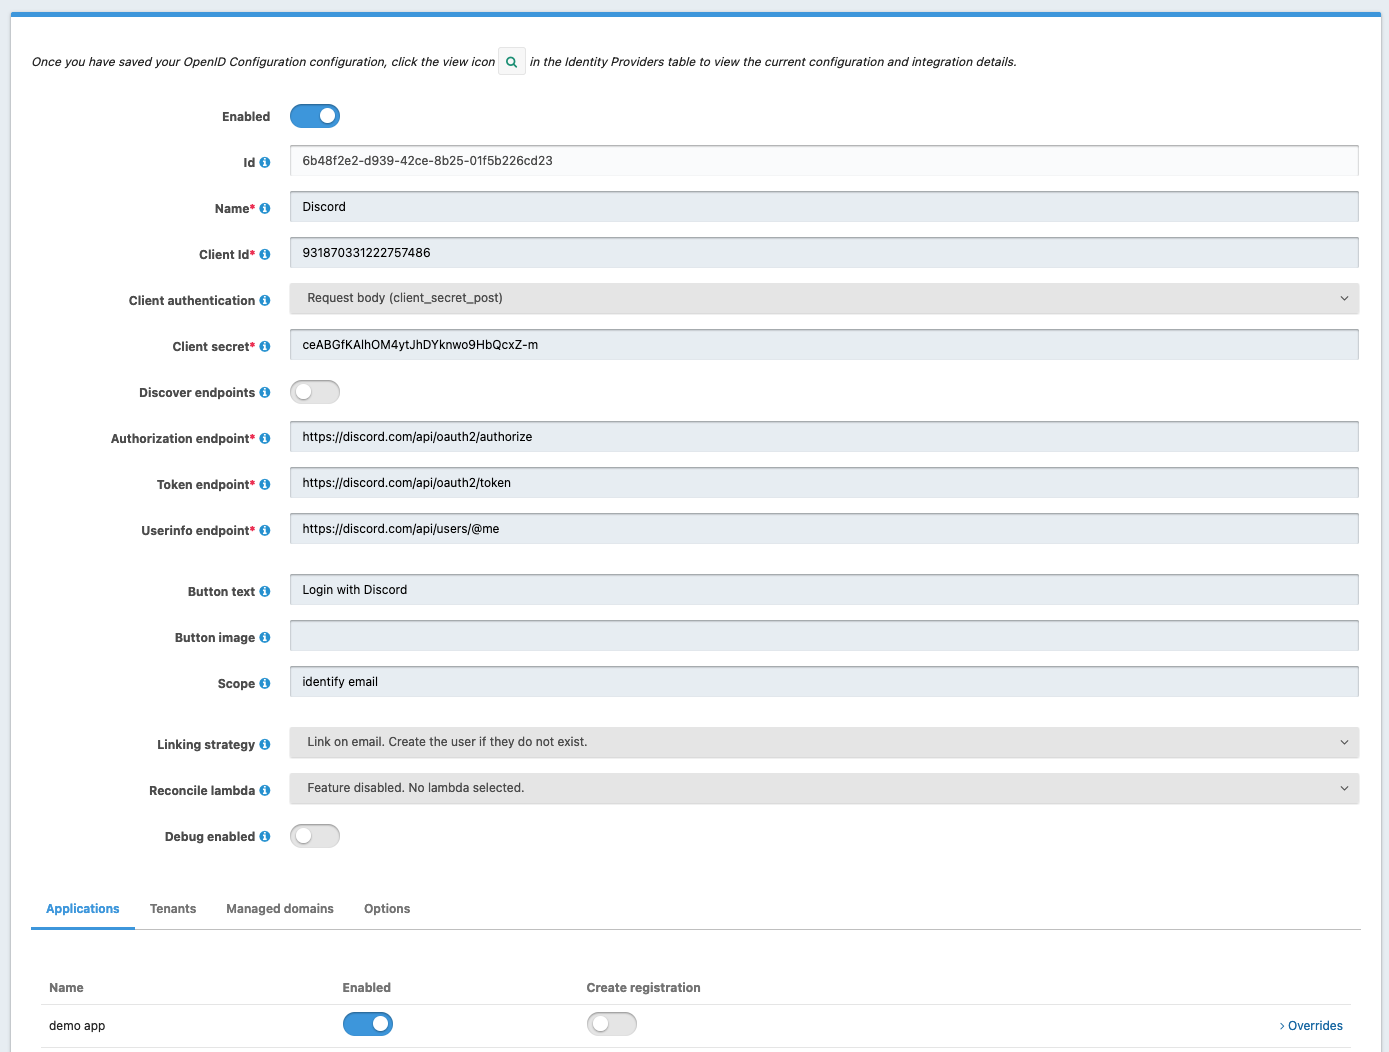 Once you have saved your OpenID Configuration configuration, click the view icon in the Identity Providers table to view the current configuration and integration details.
Enabled
Id 6b48f2e2-d939-42ce-8b25-01f5b226cd23
Name* Discord
Client Id* 931870331222757486
Client authentication Request body (client_secret_post)
Client secret* ceABGfKAlhOM4ytJhDYknwo9HbQcxZ-m
Discover endpoints
Authorization endpoint* https://discord.com/api/oauth2/authorize
Token endpoint* https://discord.com/api/oauth2/token
Userinfo endpoint* https://discord.com/api/users/@me
Button text Login with Discord
Button image
Scope identify email
Linking strategy Link on email. Create the user if they do not exist.
Reconcile lambda Feature disabled. No lambda selected.
Debug enabled
Applications Tenants Managed domains Options
Name Enabled Create registration
demo app Overrides